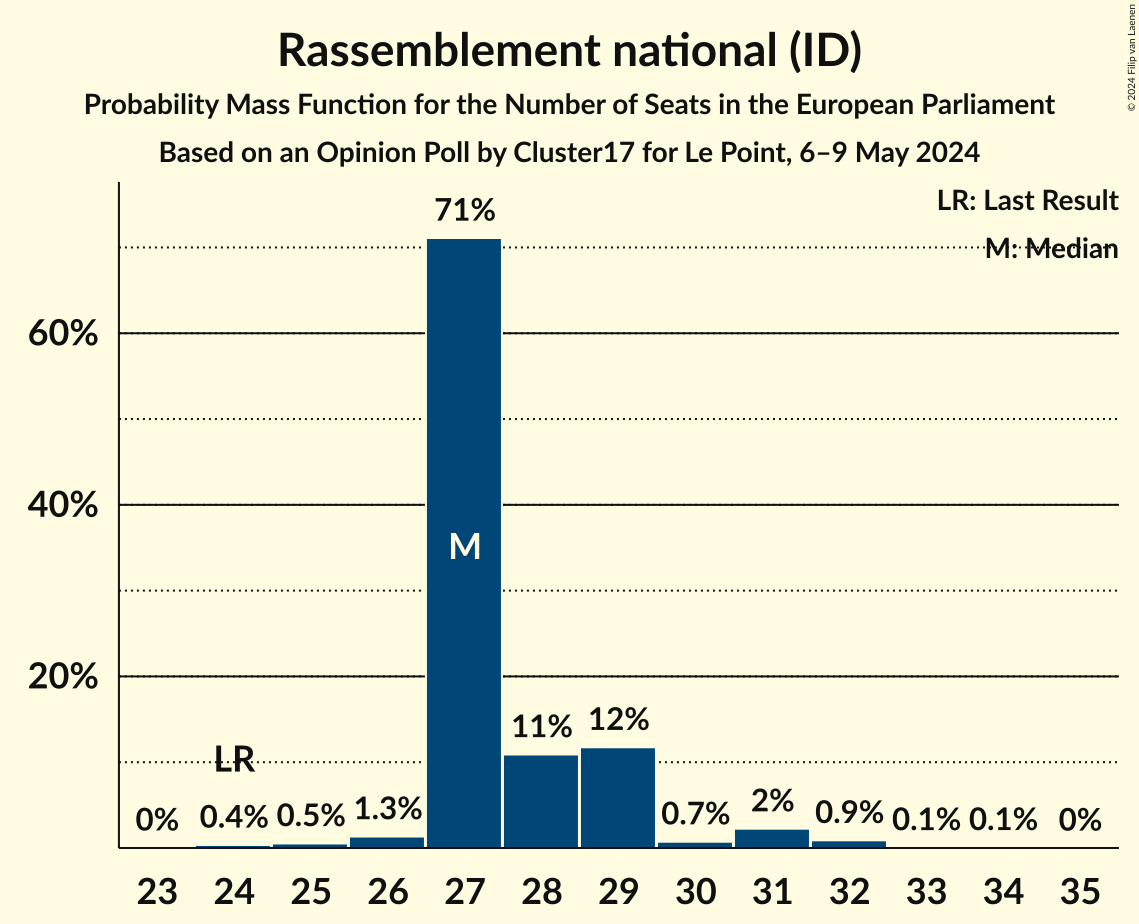 Rassemblement national (ID)
Probability Mass Function for the Number of Seats in the European Parliament
Based on an Opinion Poll by Cluster17 for Le Point, 6–9 May 2024
© 2024 Filip van Laenen
LR: Last Result
M: Median
71%
60%
40%
M
20%
11%
12%
LR
0%
0.4%
0.5%
1.3%
0.7%
2%
0.9%
0.1%
0.1%
0%
23 24 25 26 27 28 29 30 31 32 33 34 35